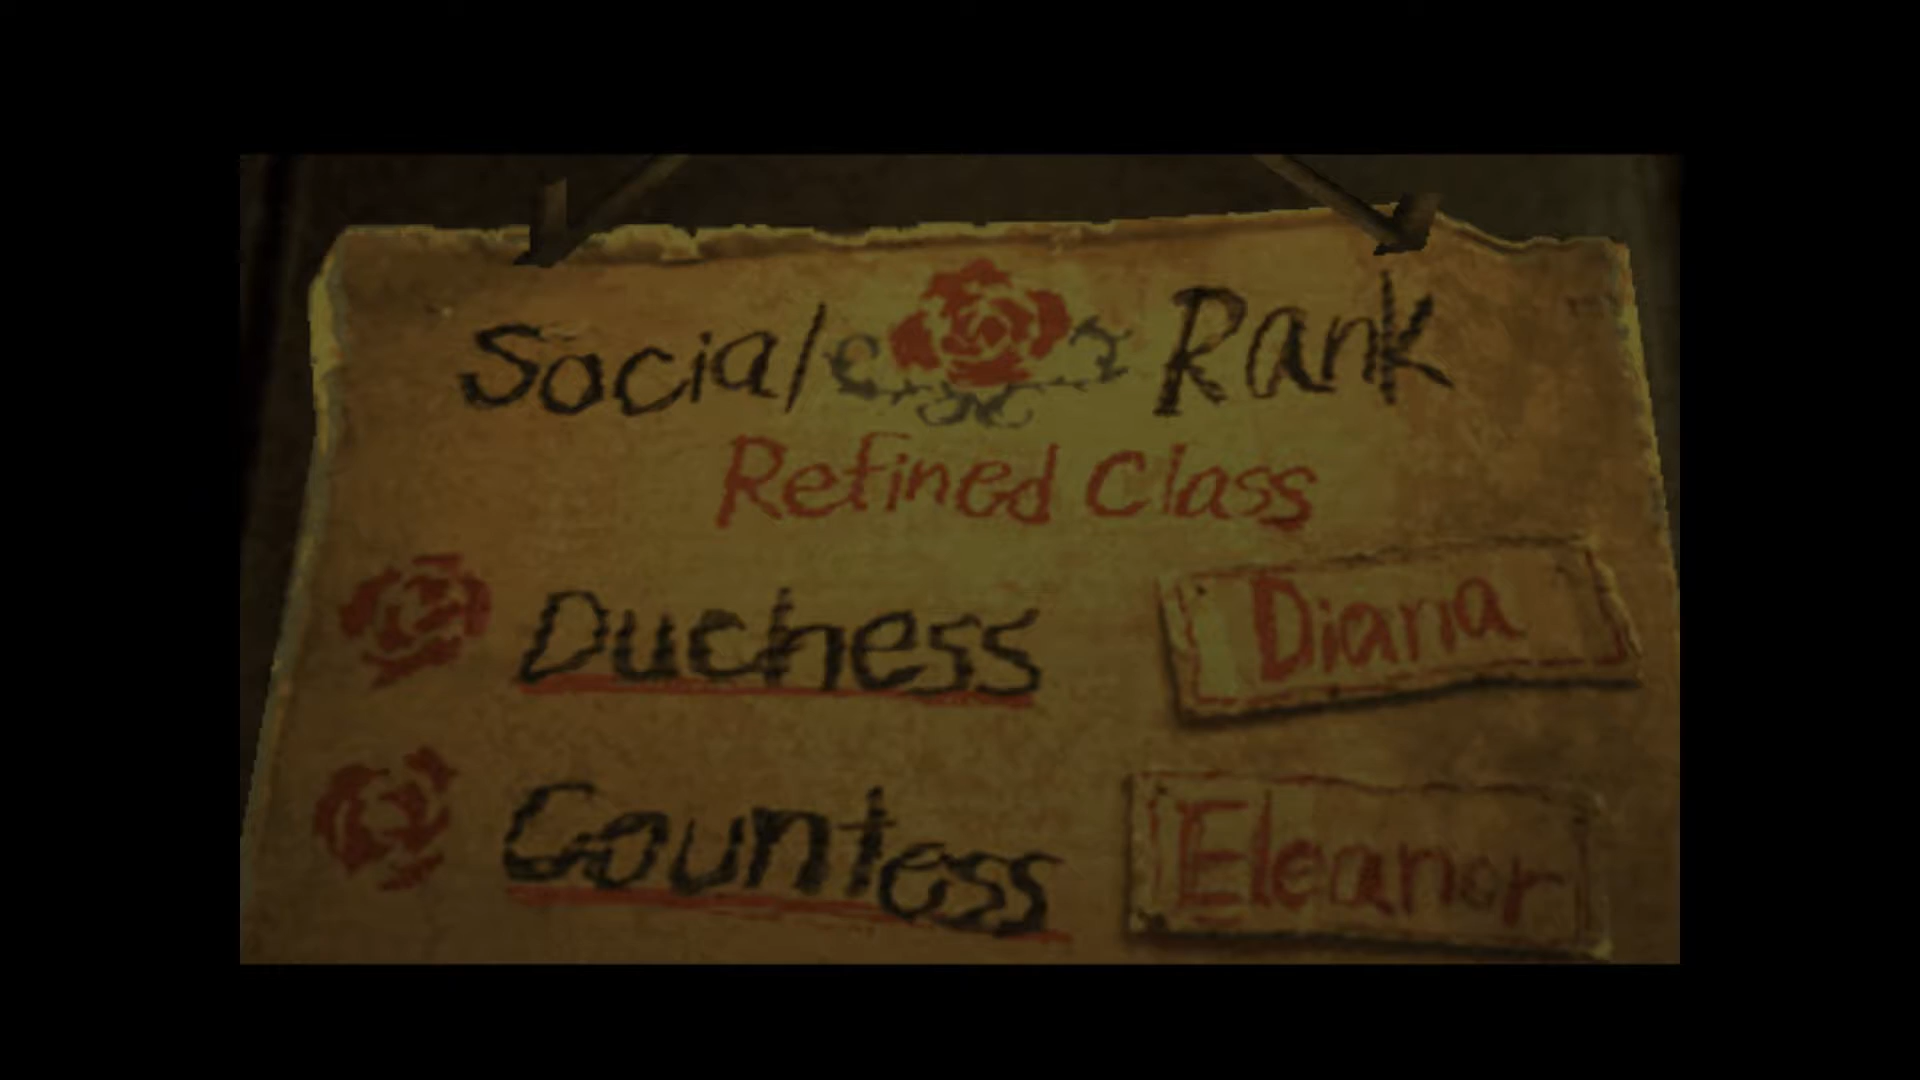 Social Rank
Refined Class
Duchess Diana
Countess Eleanor